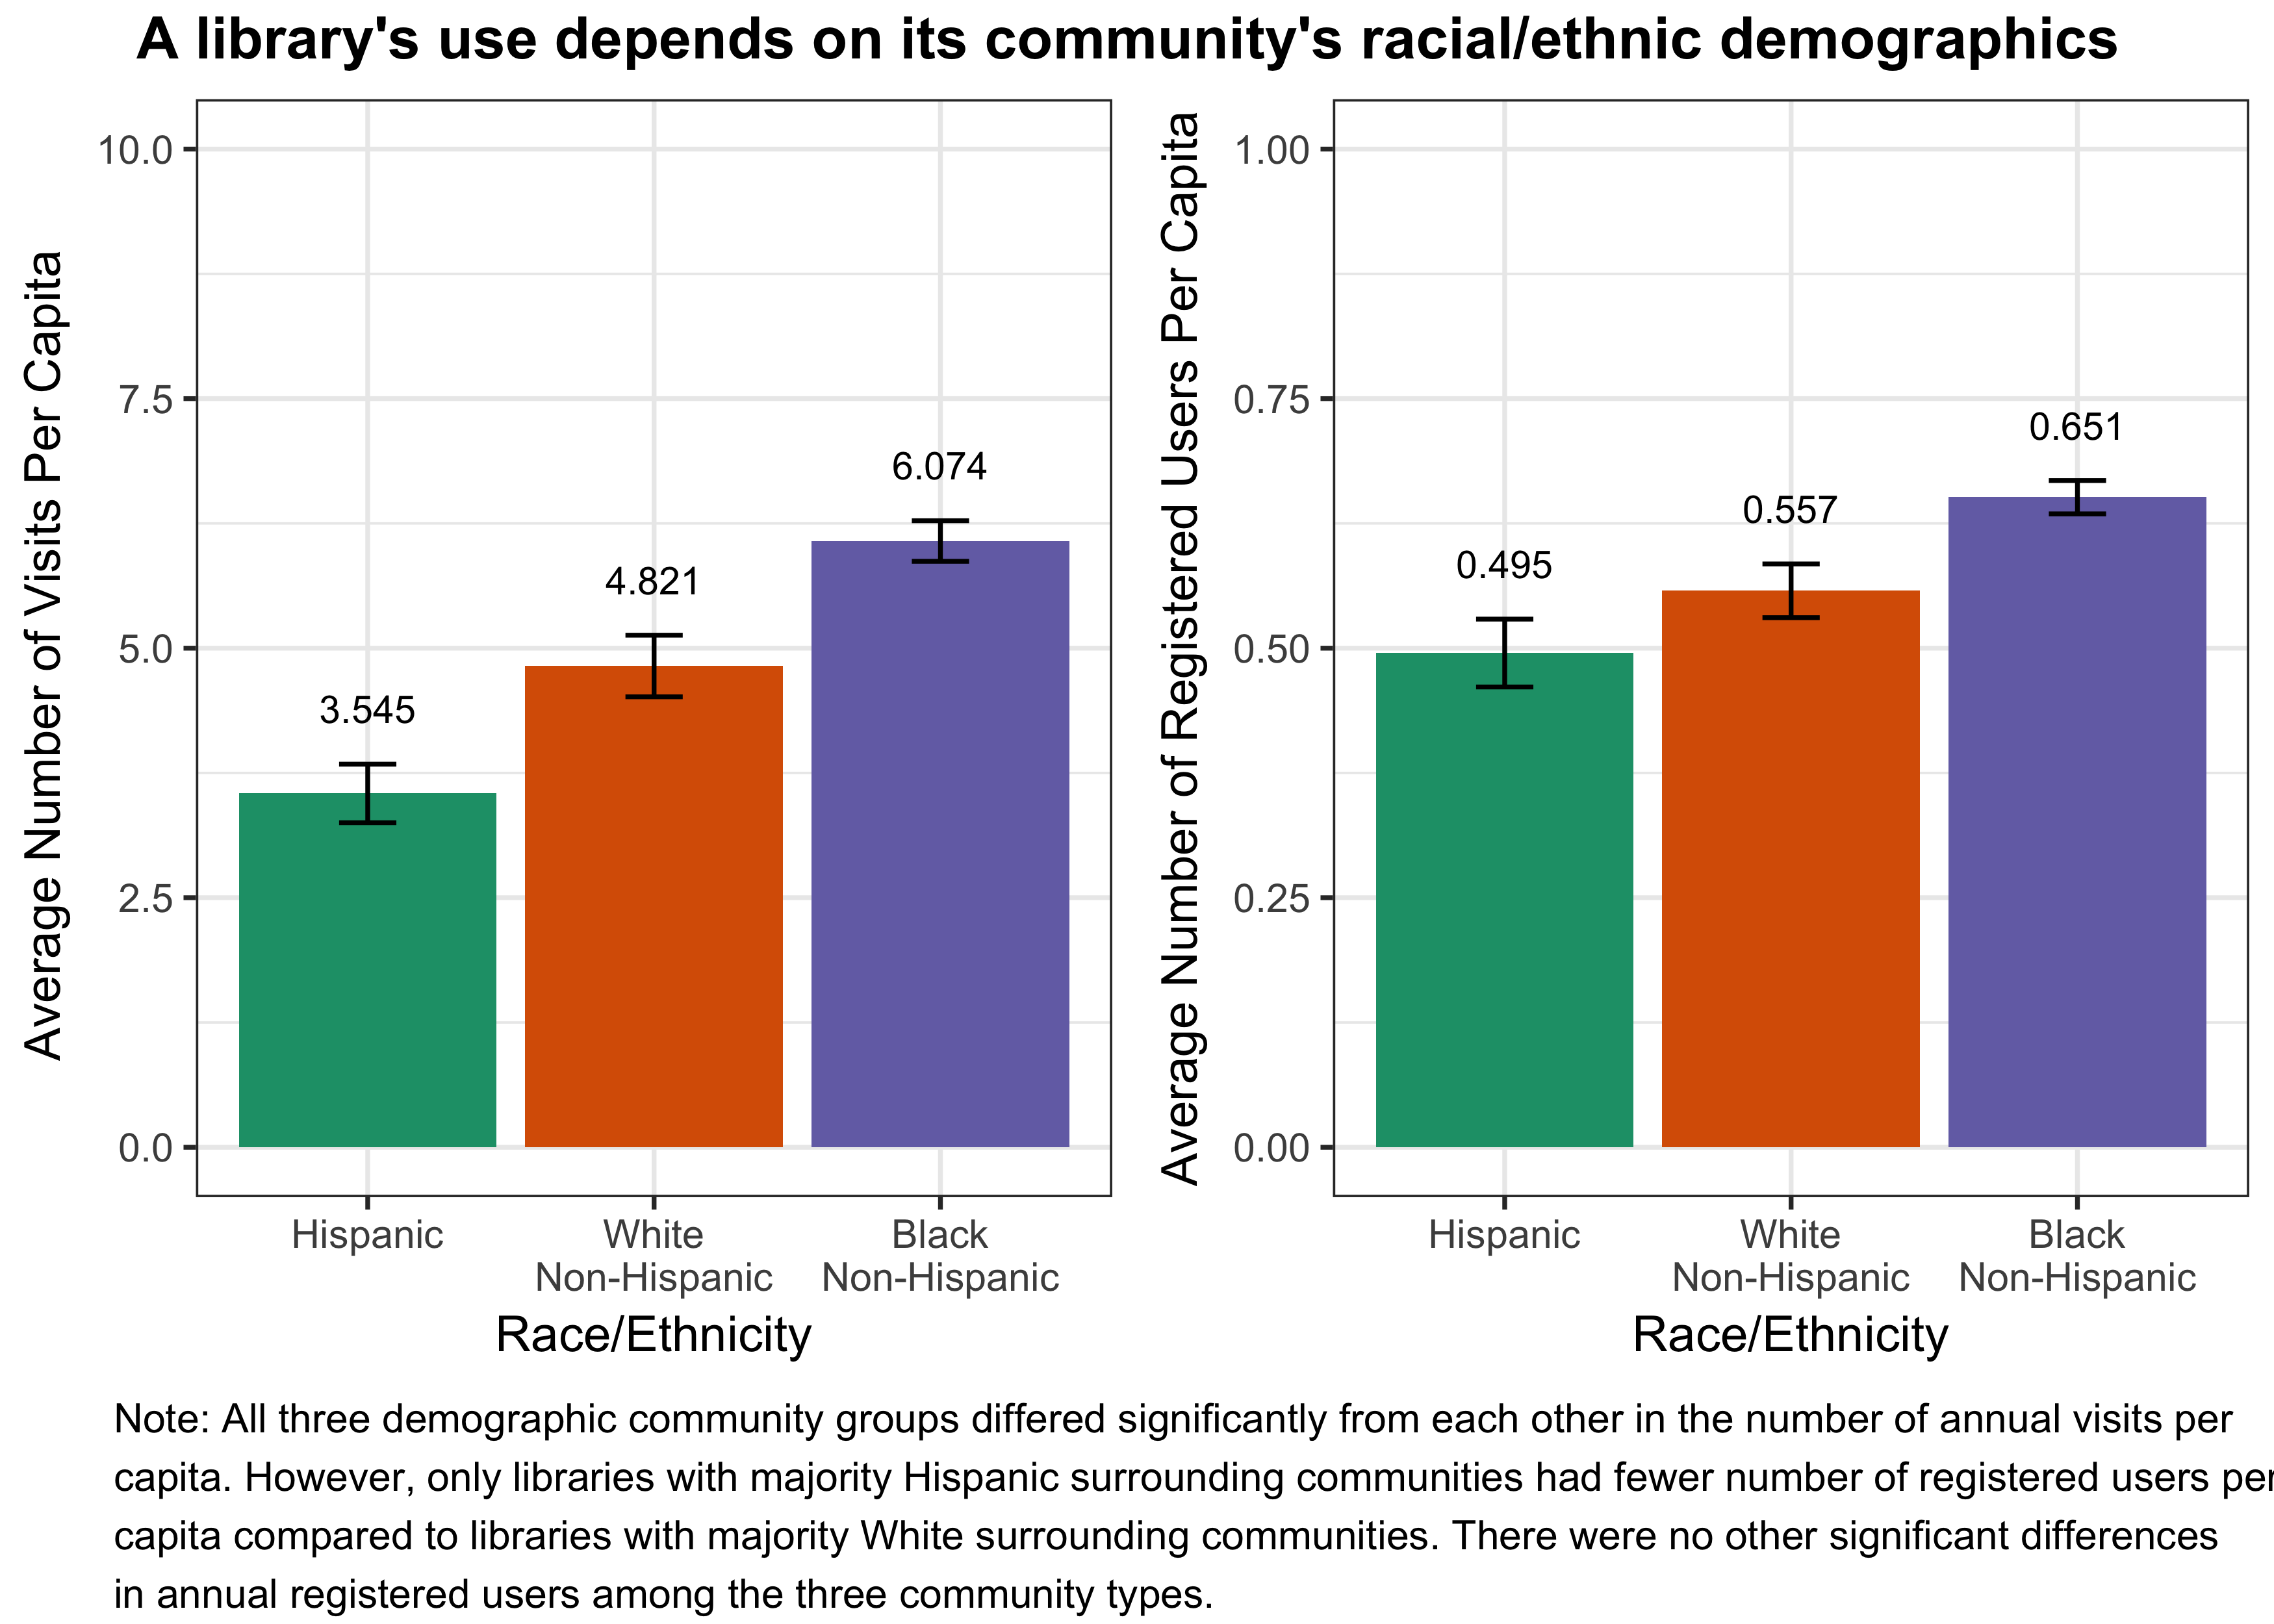 A library's use depends on its community's racial/ethnic demographics
Average Number of Visits Per Capita
10.0
7.5
5.0
2.5
0.0
3.545
4.821
6.074
Hispanic
White
Non-Hispanic
Black
Non-Hispanic
Race/Ethnicity
Average Number of Registered Users Per Capita
1.00
0.75
0.50
0.25
0.00
0.495
0.557
0.651
Hispanic
White
Non-Hispanic
Black
Non-Hispanic
Race/Ethnicity
Note: All three demographic community groups differed significantly from each other in the number of annual visits per
capita. However, only libraries with majority Hispanic surrounding communities had fewer number of registered users per
capita compared to libraries with majority White surrounding communities. There were no other significant differences
in annual registered users among the three community types.